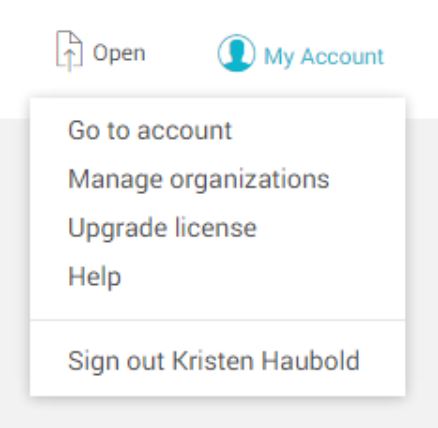 Open My Account
Go to account
Manage organizations
Upgrade license
Help
Sign out Kristen Haubold